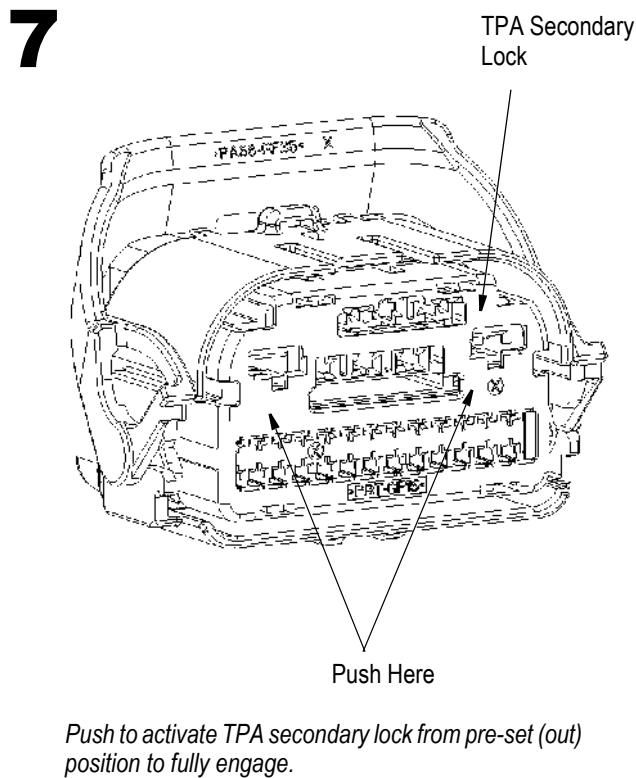 7
TPA Secondary
Lock
Push Here
Push to activate TPA secondary lock from pre-set (out)
position to fully engage.